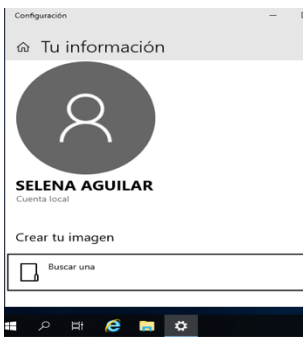 Configuración
Tu información
SELENA AGUILAR
Cuenta local
Crear tu imagen
Buscar una